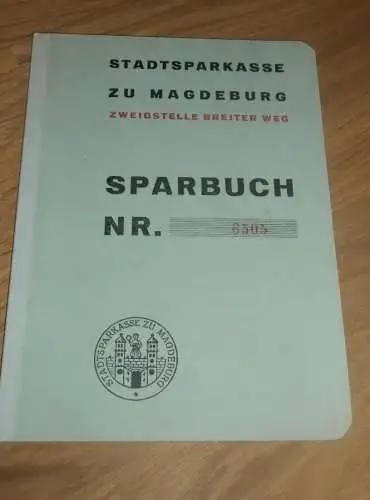 STADTSPARKASSE
ZU MAGDEBURG
ZWEIGSTELLE BREITER WEG
SPARBUCH
NR. 6505
STADTSPARKASSE ZU MAGDEBURG